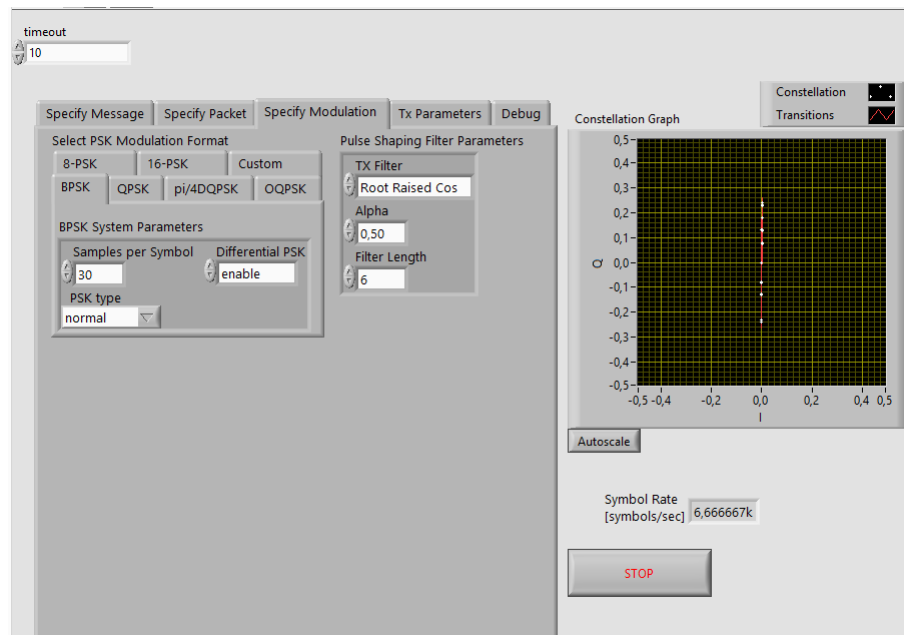 timeout
10
Specify Message Specify Packet Specify Modulation Tx Parameters Debug
Select PSK Modulation Format
8-PSK 16-PSK Custom
BPSK QPSK pi/4DQPSK OQPSK
BPSK System Parameters
Samples per Symbol Differential PSK
30 enable
PSK type
normal
Pulse Shaping Filter Parameters
TX Filter
Root Raised Cos
Alpha
0,50
Filter Length
6
Constellation
Transitions
Constellation Graph
0,5
0,4
0,3
0,2
0,1
0,0
-0,1
-0,2
-0,3
-0,4
-0,5
Q
-0,5 -0,4 -0,2 0,0 0,2 0,4 0,5
I
Autoscale
Symbol Rate
[symbols/sec] 6,666667k
STOP